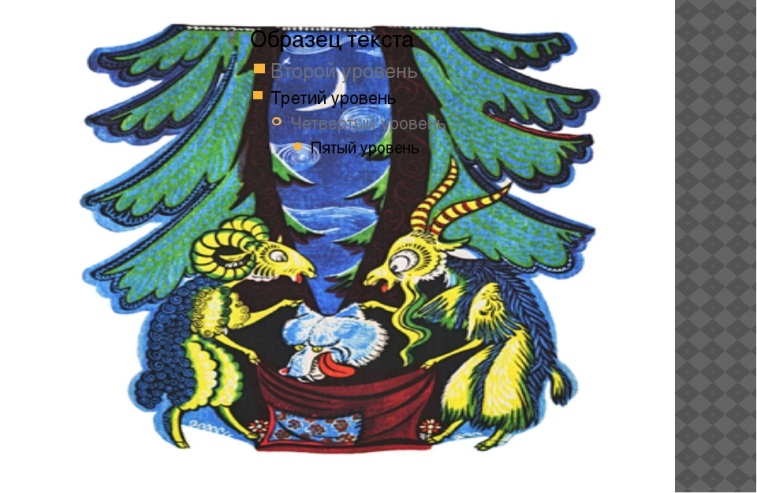 Образец текста
Второй уровень
Третий уровень
Четвертый уровень
Пятый уровень